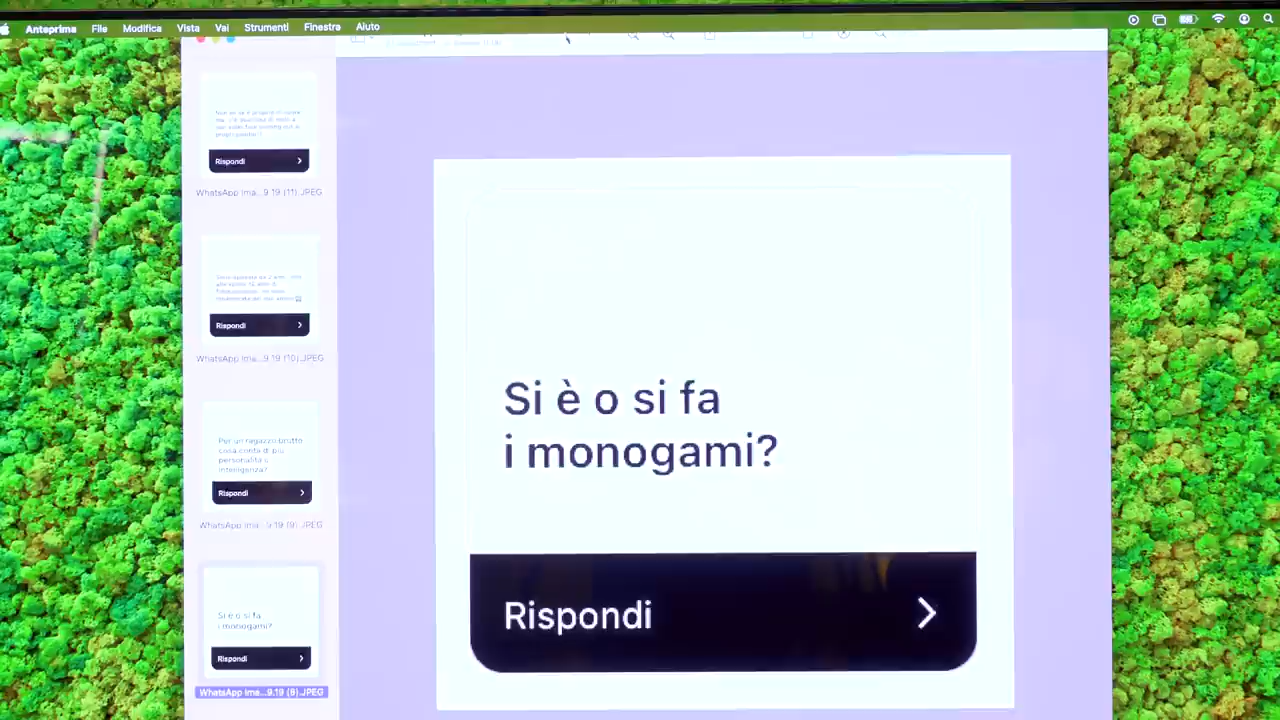 Anteprima File Modifica Vista Vai Strumenti Finestra Aiuto
Rispondi
WhatsApp Ima...9.19 (11).JPEG
Rispondi
WhatsApp Ima...9.19 (10).JPEG
Per un ragazzo brutto
cosa conta di più
personalità o
intelligenza?
Rispondi
WhatsApp Ima...9.19 (9).JPEG
Si è o si fa
i monogami?
Rispondi
WhatsApp Ima...9.19 (8).JPEG
Si è o si fa
i monogami?
Rispondi